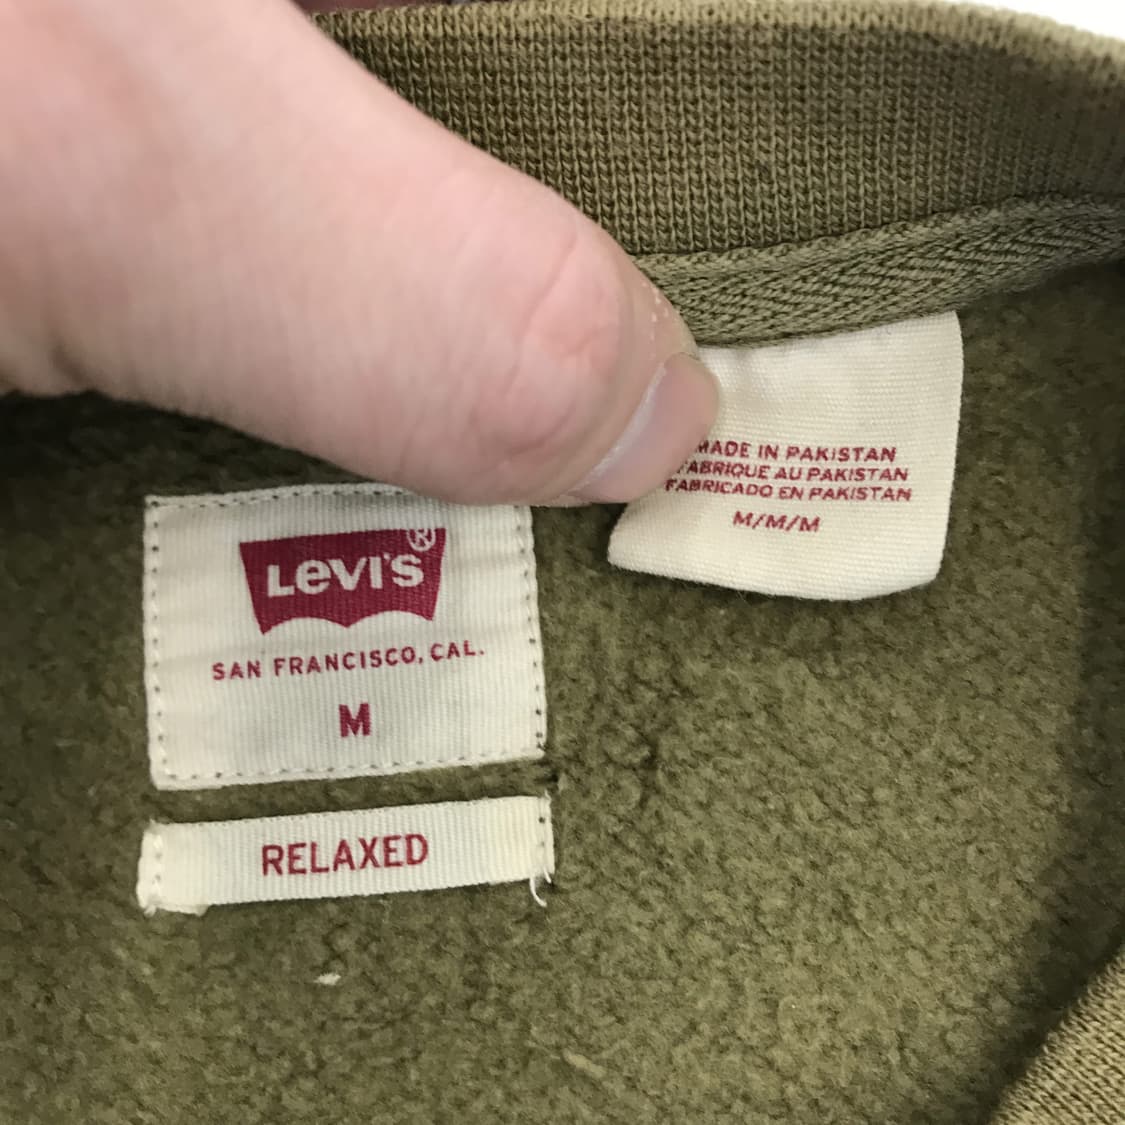 MADE IN PAKISTAN
FABRIQUE AU PAKISTAN
FABRICADO EN PAKISTAN
M/M/M
LEVI'S®
SAN FRANCISCO, CAL.
M
RELAXED